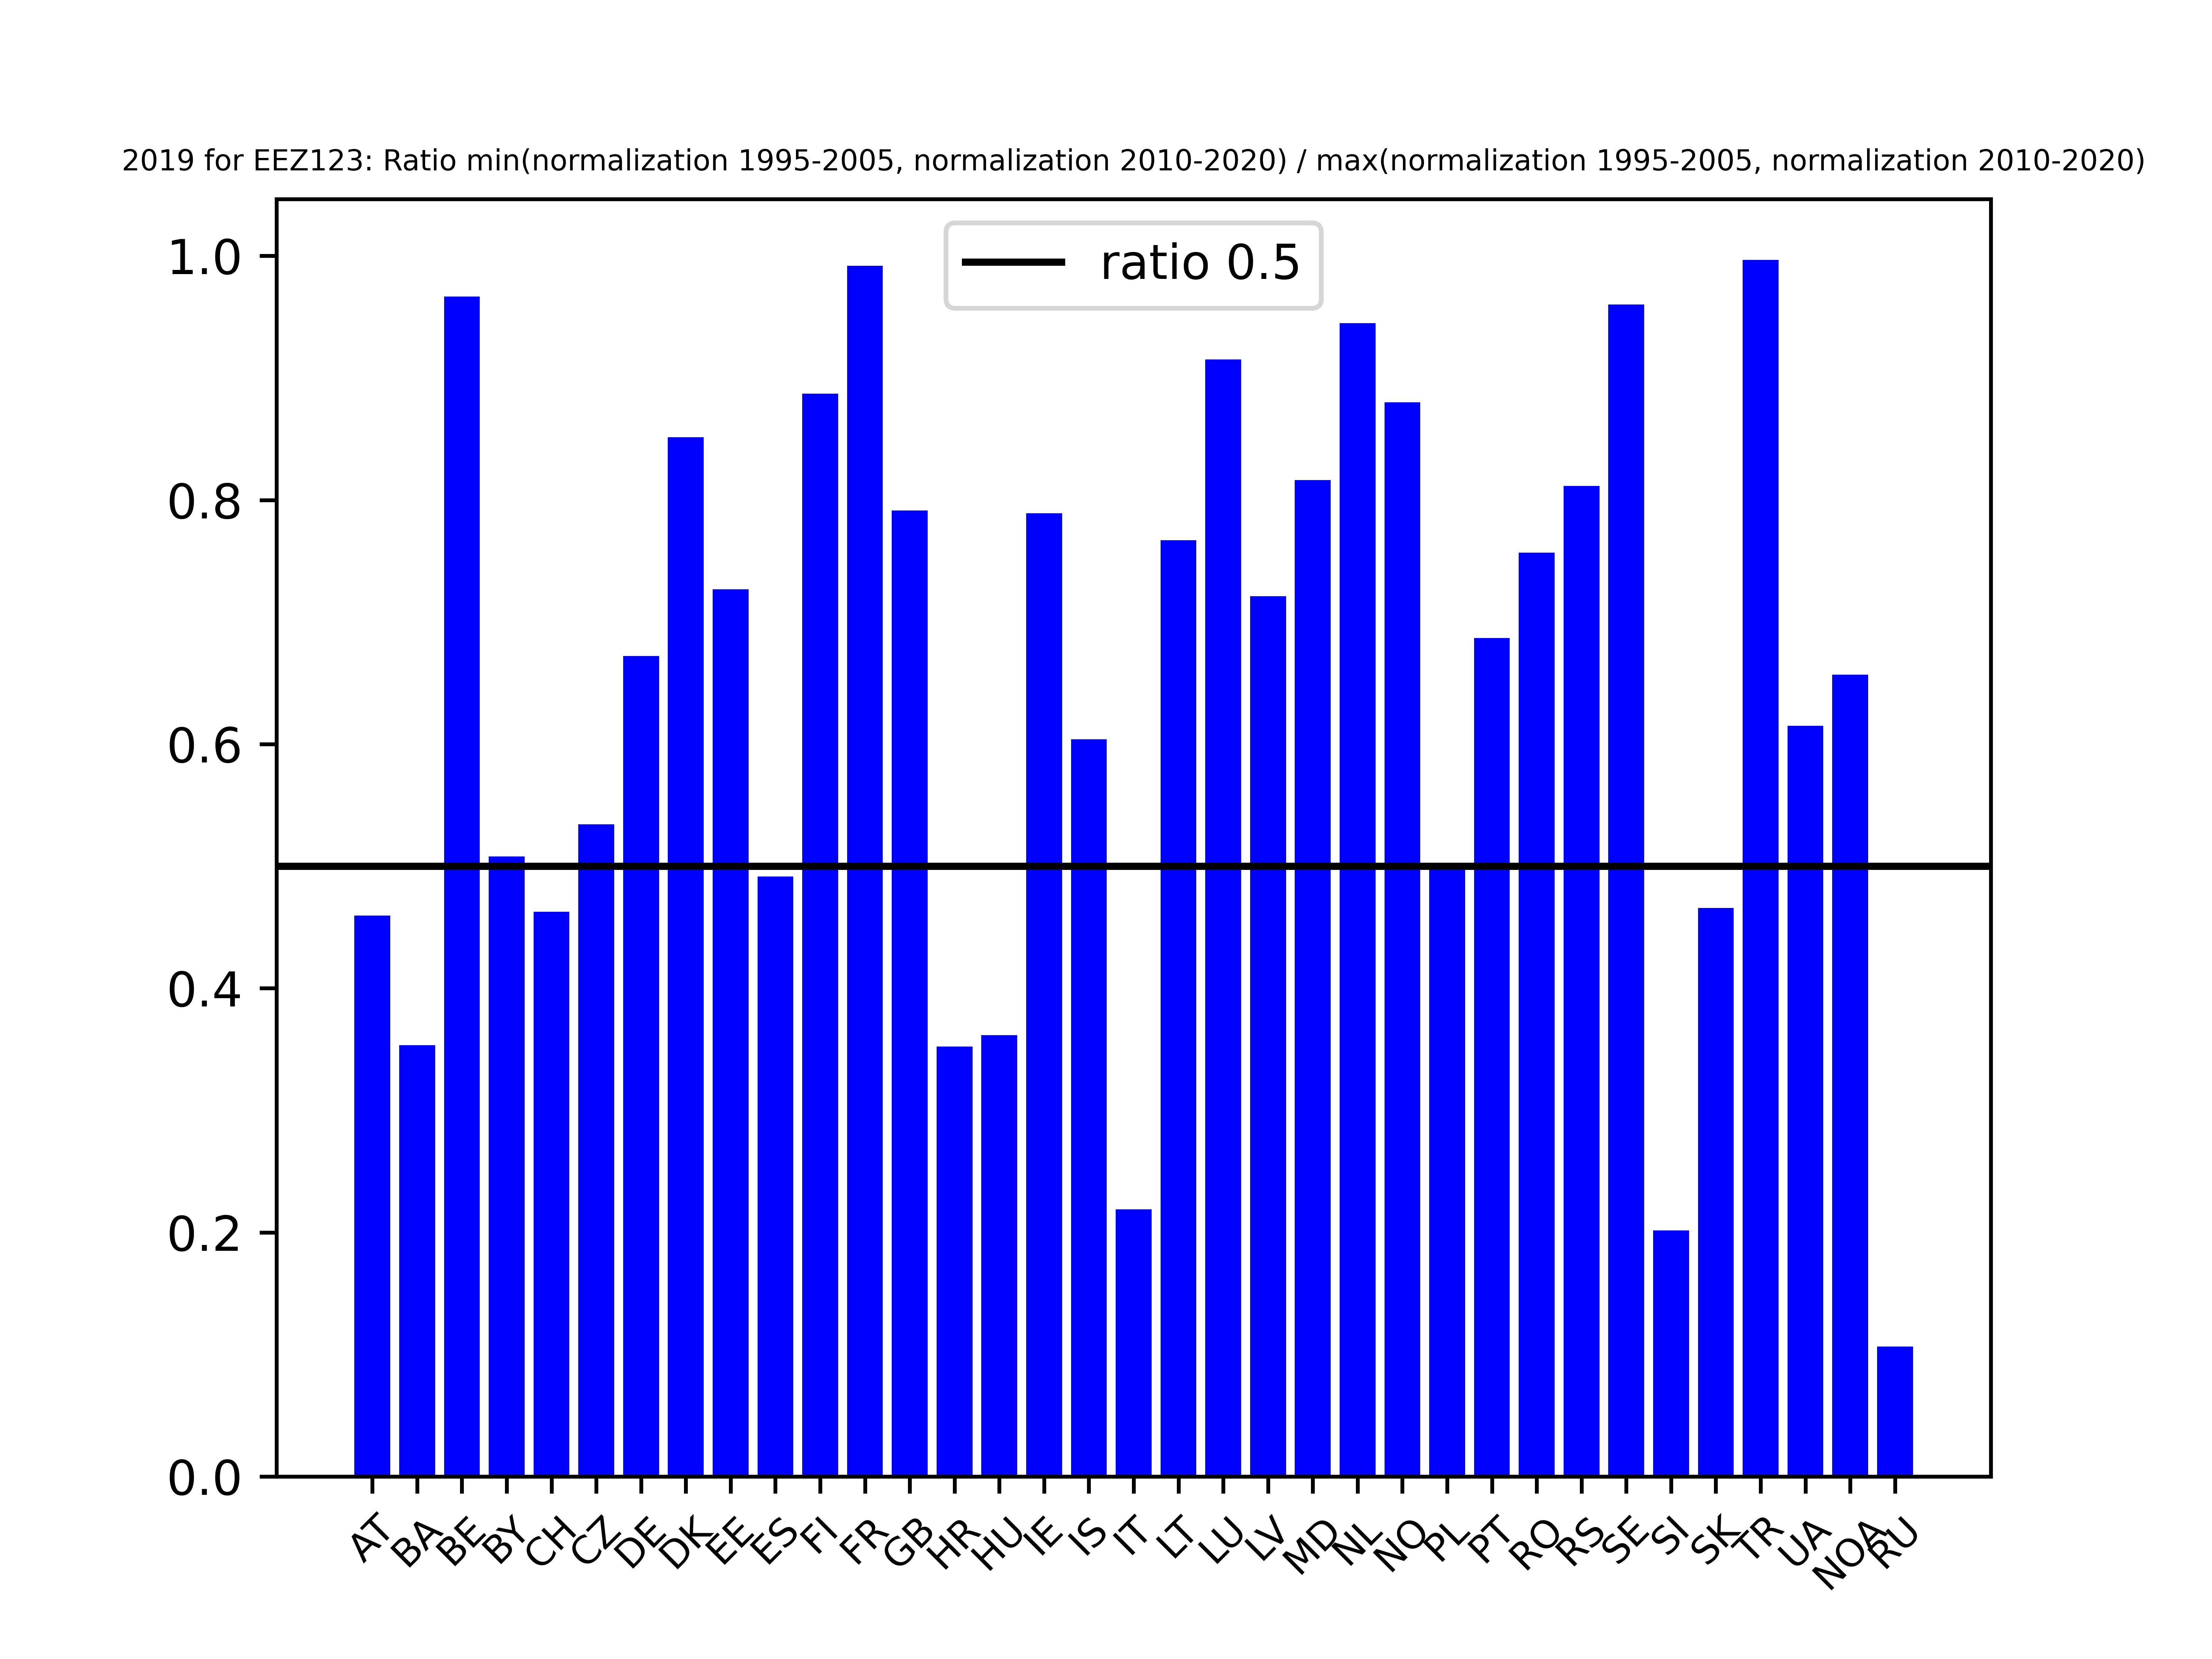 2019 for EEZ123: Ratio min(normalization 1995-2005, normalization 2010-2020) / max(normalization 1995-2005, normalization 2010-2020)
ratio 0.5
1.0
0.8
0.6
0.4
0.2
0.0
AT BA BE BY CH CZ DE DK EE ES FI FR GB HR HU IE IS IT LT LU LV MD NL NO PL PT RO RS SE SI SK TR UA NOA RU